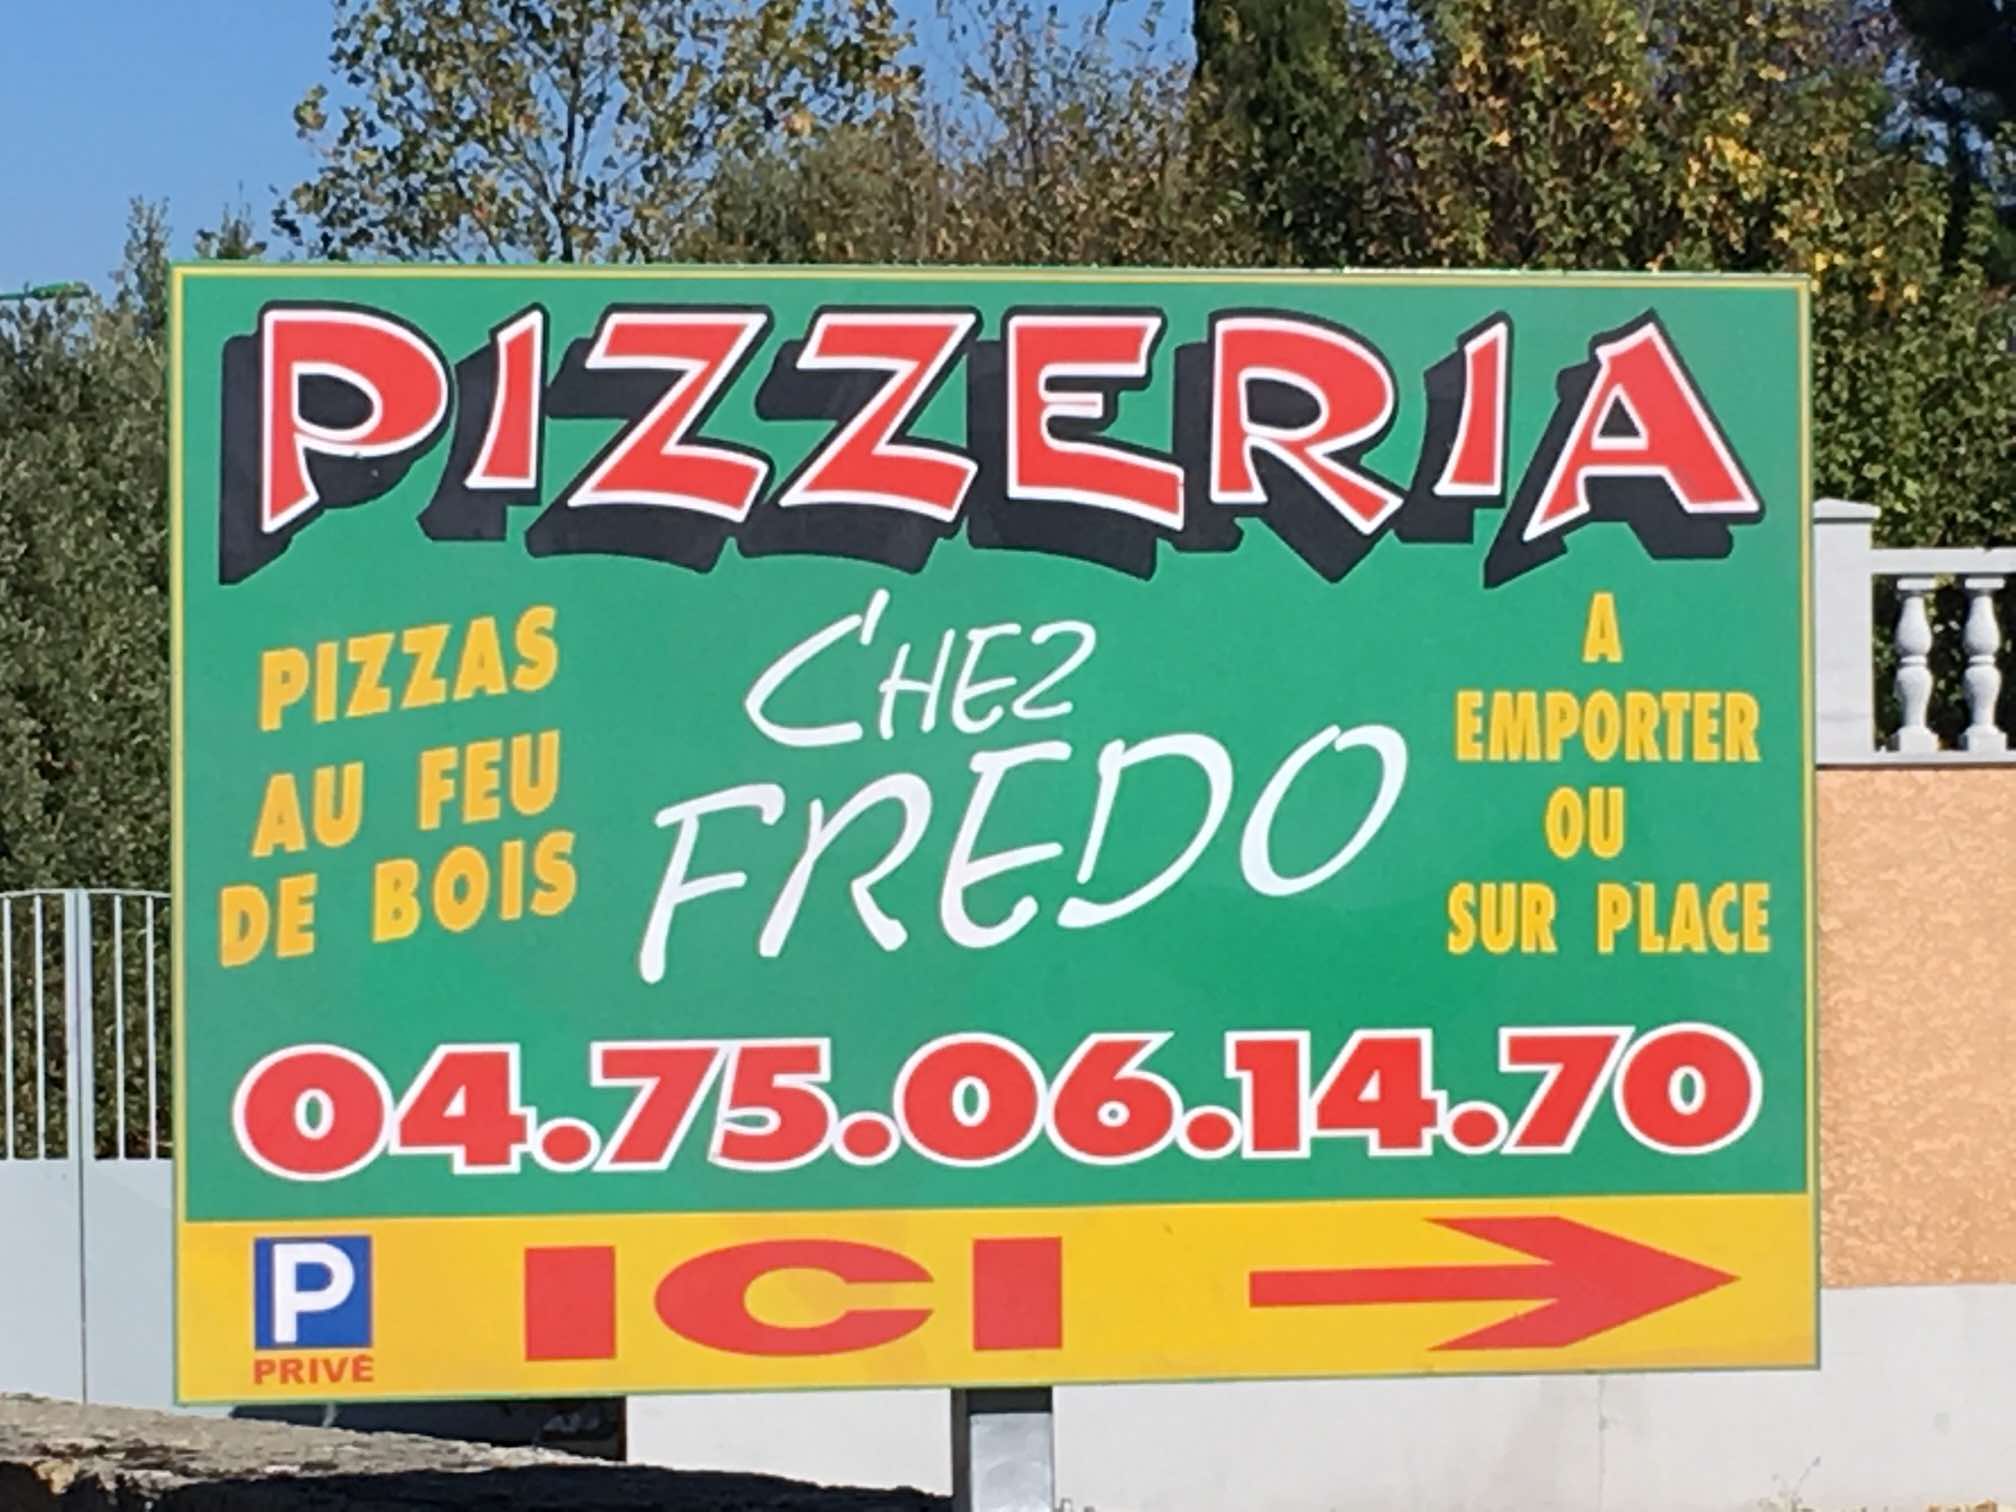 PIZZERIA
CHEZ
FREDO
PIZZAS
AU FEU
DE BOIS
A
EMPORTER
OU
SUR PLACE
04.75.06.14.70
P
PRIVÉ
ICI